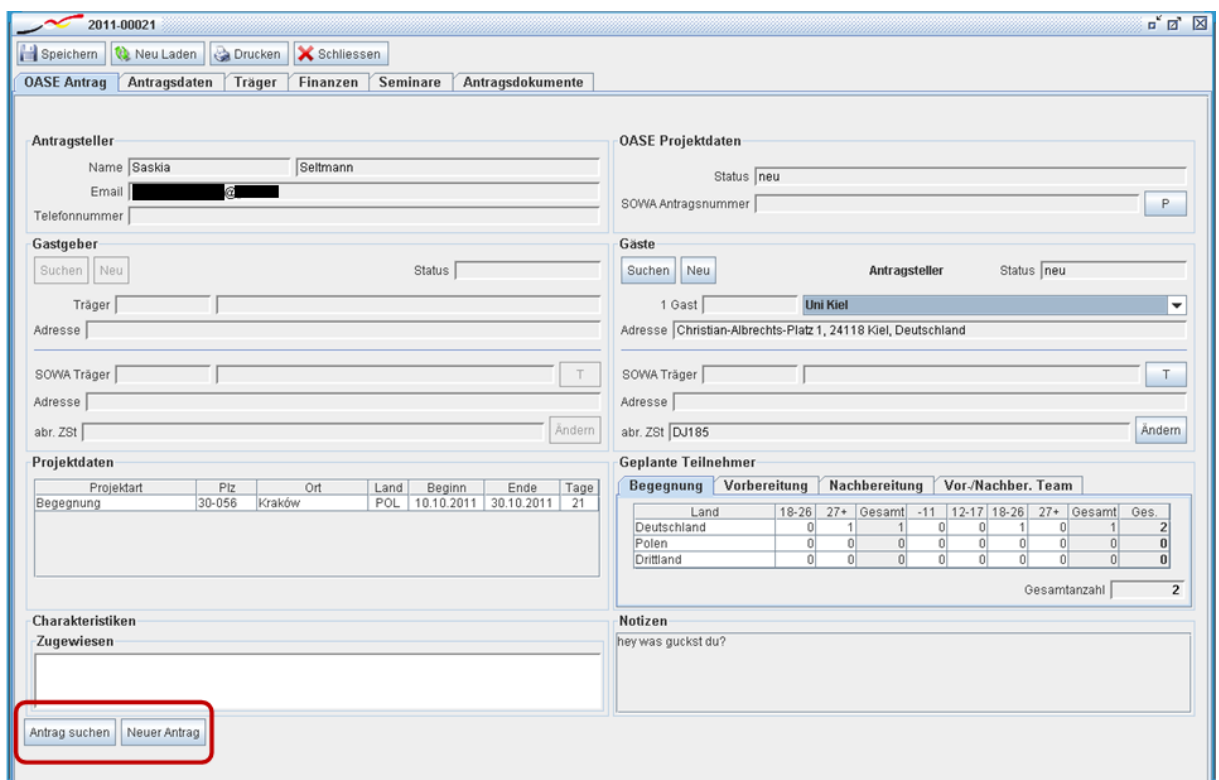 2011-00021
Speichern Neu Laden Drucken Schliessen
OASE Antrag Antragsdaten Träger Finanzen Seminare Antragsdokumente
Antragsteller
Name Saskia Seltmann
Email @
Telefonnummer
OASE Projektdaten
Status neu
SOWA Antragsnummer P
Gastgeber
Suchen Neu Status
Träger
Adresse
SOWA Träger T
Adresse
abr. ZSt Ändern
Gäste
Suchen Neu Antragsteller Status neu
1 Gast Uni Kiel
Adresse Christian-Albrechts-Platz 1, 24118 Kiel, Deutschland
SOWA Träger T
Adresse
abr. ZSt DJ185 Ändern
Projektdaten
Projektart Plz Ort Land Beginn Ende Tage
Begegnung 30-056 Kraków POL 10.10.2011 30.10.2011 21
Geplante Teilnehmer
Begegnung Vorbereitung Nachbereitung Vor-/Nachber. Team
Land 18-26 27+ Gesamt -11 12-17 18-26 27+ Gesamt Ges.
Deutschland 0 1 1 0 0 1 0 1 2
Polen 0 0 0 0 0 0 0 0 0
Drittland 0 0 0 0 0 0 0 0 0
Gesamtanzahl 2
Charakteristiken
Zugewiesen
Notizen
hey was guckst du?
Antrag suchen Neuer Antrag